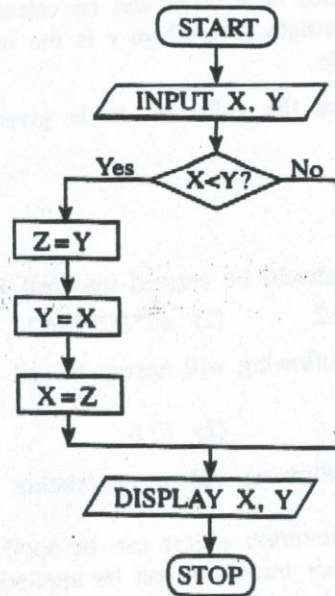 START
INPUT X, Y
X<Y?
Yes
No
Z=Y
Y=X
X=Z
DISPLAY X, Y
STOP